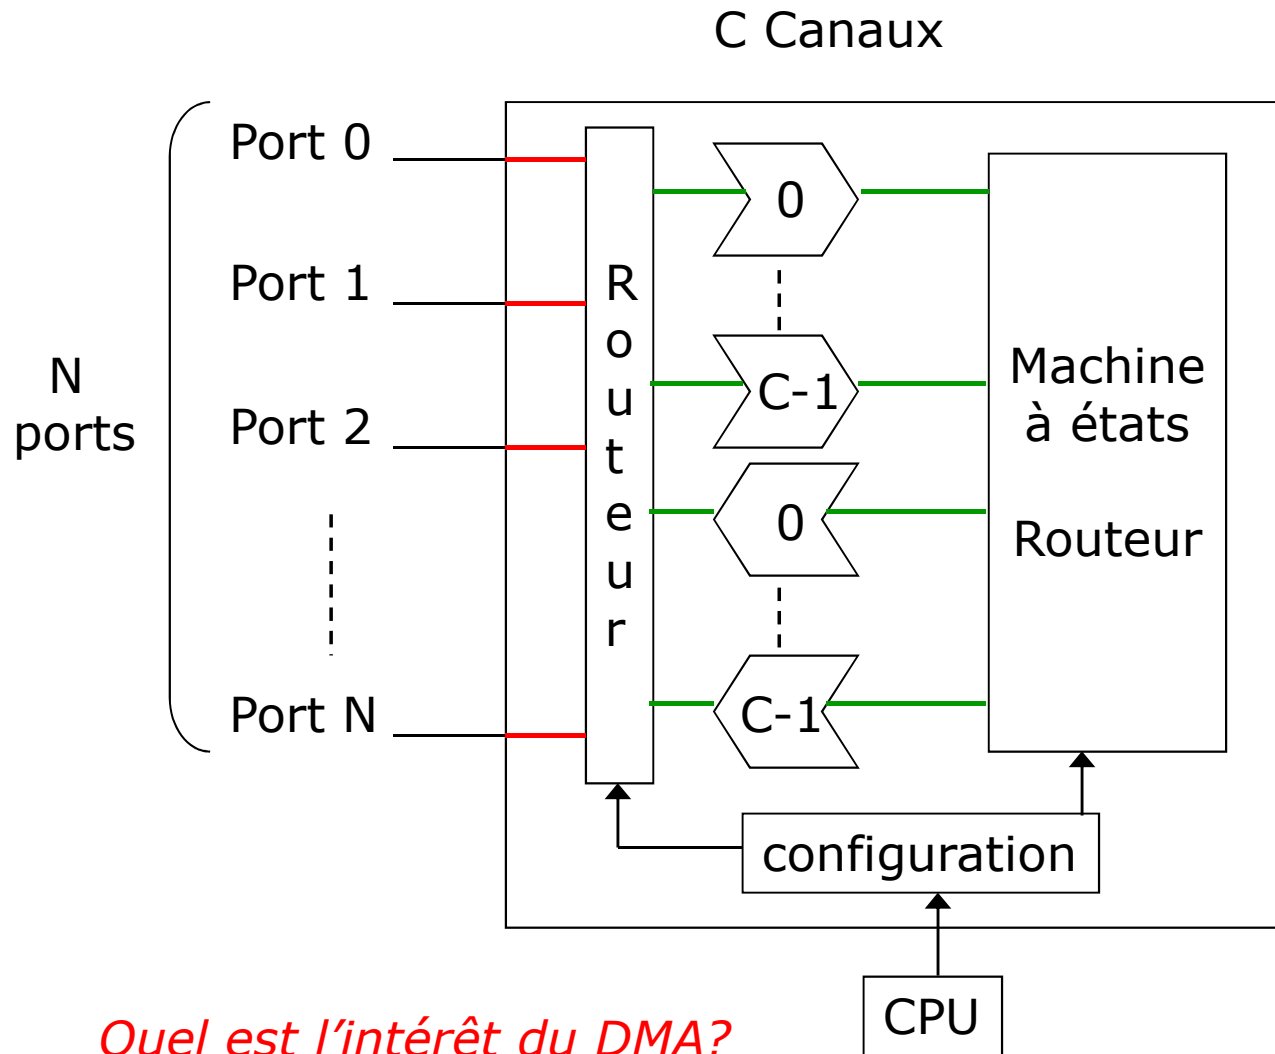 C Canaux
Port 0
Port 1
N
ports
Port 2
Port N
Routeur
0
C-1
0
C-1
Machine
à états
Routeur
configuration
CPU
Quel est l’intérêt du DMA?